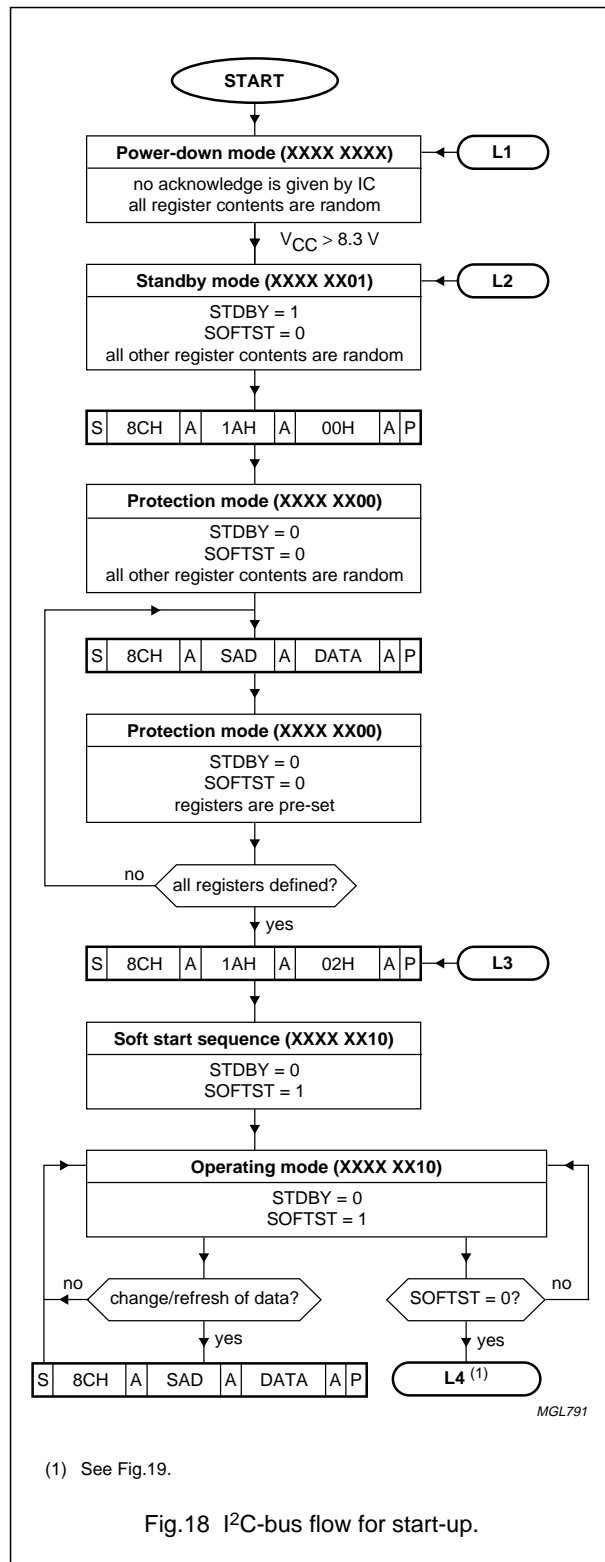 START
Power-down mode (XXXX XXXX)
L1
no acknowledge is given by IC
all register contents are random
VCC > 8.3 V
Standby mode (XXXX XX01)
L2
STDBY = 1
SOFTST = 0
all other register contents are random
S 8CH A 1AH A 00H A P
Protection mode (XXXX XX00)
STDBY = 0
SOFTST = 0
all other register contents are random
S 8CH A SAD A DATA A P
Protection mode (XXXX XX00)
STDBY = 0
SOFTST = 0
registers are pre-set
no
all registers defined?
yes
S 8CH A 1AH A 02H A P
L3
Soft start sequence (XXXX XX10)
STDBY = 0
SOFTST = 1
Operating mode (XXXX XX10)
STDBY = 0
SOFTST = 1
no
change/refresh of data?
yes
S 8CH A SAD A DATA A P
SOFTST = 0?
no
yes
L4 (1)
MGL791
(1) See Fig.19.
Fig.18 I²C-bus flow for start-up.